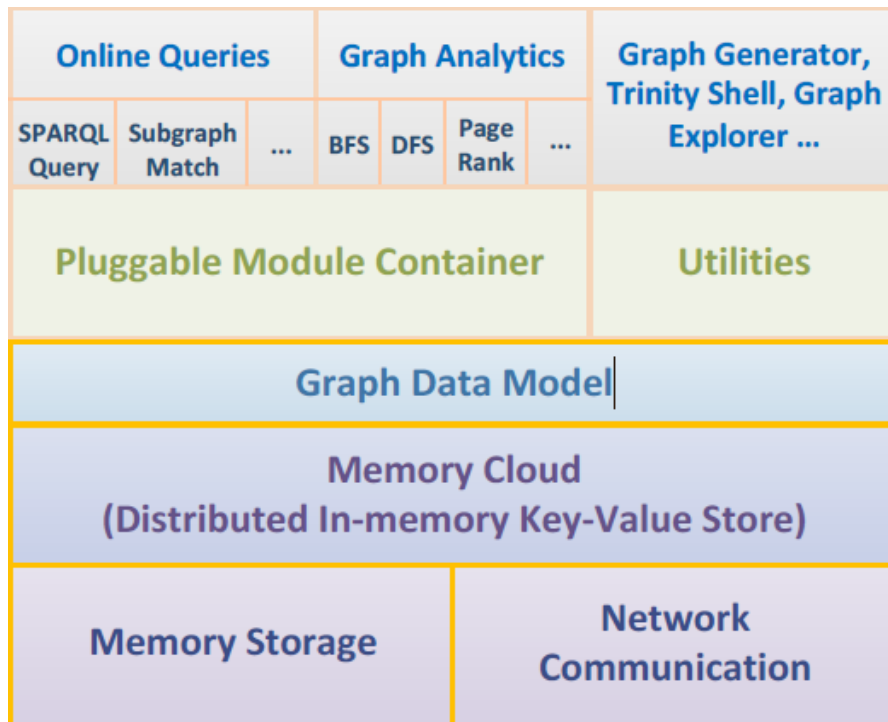 Online Queries
Graph Analytics
Graph Generator,
Trinity Shell, Graph
Explorer ...
SPARQL
Query
Subgraph
Match
...
BFS
DFS
Page
Rank
...
Pluggable Module Container
Utilities
Graph Data Model
Memory Cloud
(Distributed In-memory Key-Value Store)
Memory Storage
Network
Communication